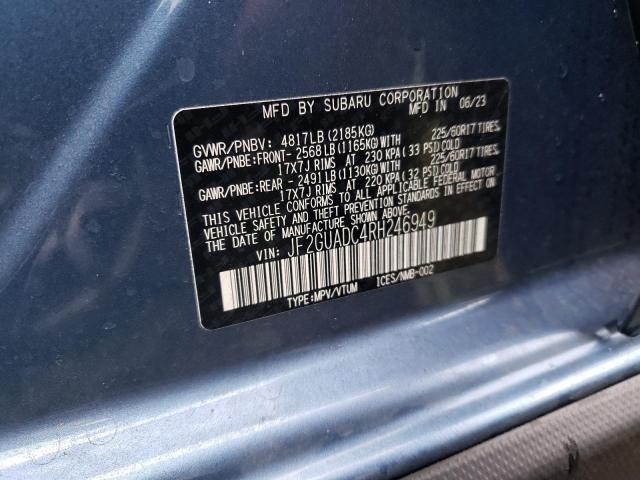 MFD BY SUBARU CORPORATION
MFD IN 06/23
GVWR/PNBV: 4817LB(2185KG)
GAWR/PNBE:FRONT- 2568LB(1165KG)WITH 225/60R17TIRES,
17X7J RIMS AT 230 KPA(33 PSI)COLD
GAWR/PNBE:REAR - 2491LB(1130KG)WITH 225/60R17TIRES,
17X7J RIMS AT 220 KPA(32 PSI)COLD
THIS VEHICLE CONFORMS TO ALL APPLICABLE FEDERAL MOTOR
VEHICLE SAFETY AND THEFT PREVENTION STANDARDS IN EFFECT ON
THE DATE OF MANUFACTURE SHOWN ABOVE.
VIN: JF2GUADC4RH246949
TYPE:MPV/VTUM ICES/NMB-002